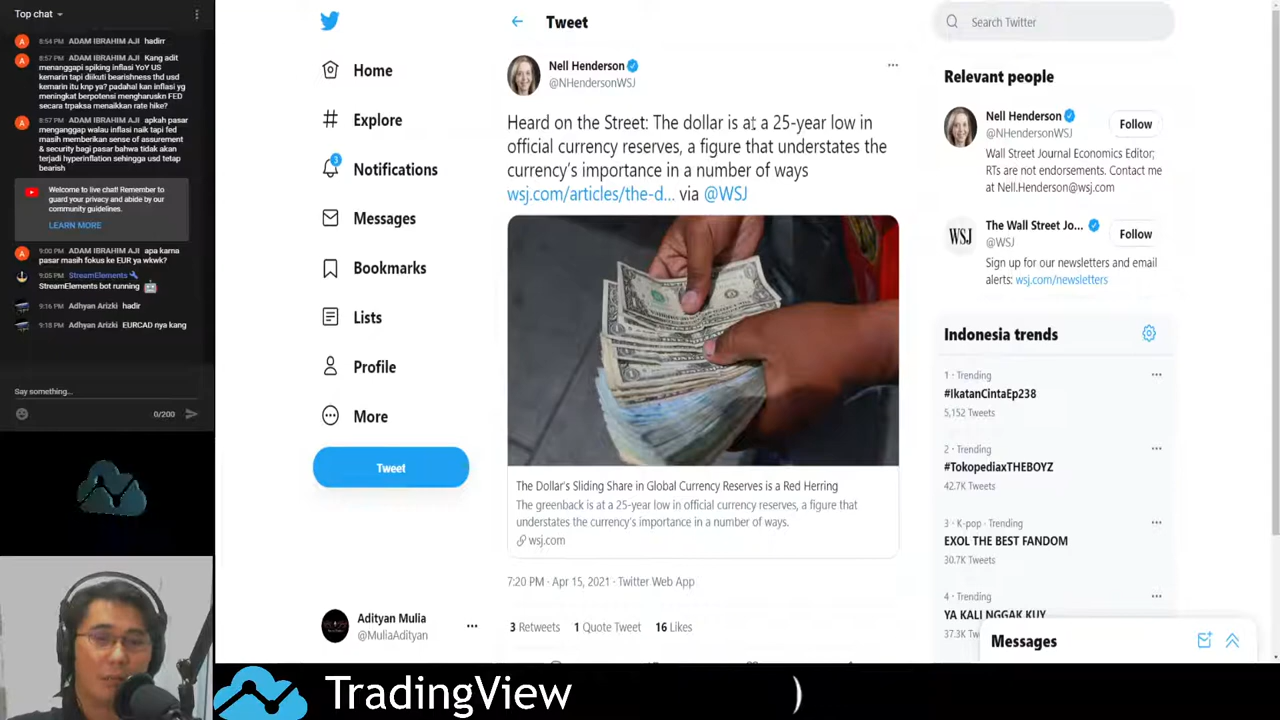 Top chat
8:54 PM ADAM IBRAHIM AJI hadirr
8:57 PM ADAM IBRAHIM AJI Kang adit
menanggapi spiking inflasi YoY US
kemarin tapi diikuti bearishness thd usd
kemarin itu knp ya? padahal kan inflasi yg
meningkat berpotensi mengharuskn FED
secara trpaksa menaikkan rate hike?
8:57 PM ADAM IBRAHIM AJI apkah pasar
menganggap walau inflasi naik tapi fed
masih memberikan sense of assurement
& security bagi pasar bahwa tidak akan
terjadi hyperinflation sehingga usd tetap
bearish
Welcome to live chat! Remember to
guard your privacy and abide by our
community guidelines.
LEARN MORE
9:00 PM ADAM IBRAHIM AJI apa karna
pasar masih fokus ke EUR ya wkwk?
9:05 PM StreamElements
StreamElements bot running
9:16 PM Adhyan Arizki hadir
9:18 PM Adhyan Arizki EURCAD nya kang
Say something...
0/200
Home
Explore
3
Notifications
Messages
Bookmarks
Lists
Profile
More
Tweet
Adityan Mulia
@MuliaAdityan
Tweet
Nell Henderson
@NHendersonWSJ
Heard on the Street: The dollar is at a 25-year low in
official currency reserves, a figure that understates the
currency's importance in a number of ways
wsj.com/articles/the-d... via @WSJ
The Dollar's Sliding Share in Global Currency Reserves is a Red Herring
The greenback is at a 25-year low in official currency reserves, a figure that
understates the currency's importance in a number of ways.
wsj.com
7:20 PM · Apr 15, 2021 · Twitter Web App
3 Retweets 1 Quote Tweet 16 Likes
Search Twitter
Relevant people
Nell Henderson
@NHendersonWSJ
Follow
Wall Street Journal Economics Editor;
RTs are not endorsements. Contact me
at Nell.Henderson@wsj.com
WSJ
The Wall Street Jo...
@WSJ
Follow
Sign up for our newsletters and email
alerts: wsj.com/newsletters
Indonesia trends
1 · Trending
#IkatanCintaEp238
5,152 Tweets
2 · Trending
#TokopediaxTHEBOYZ
42.7K Tweets
3 · K-pop · Trending
EXOL THE BEST FANDOM
30.7K Tweets
4 · Trending
YA KALI NGGAK KUY
37.3K
Messages
TradingView
)